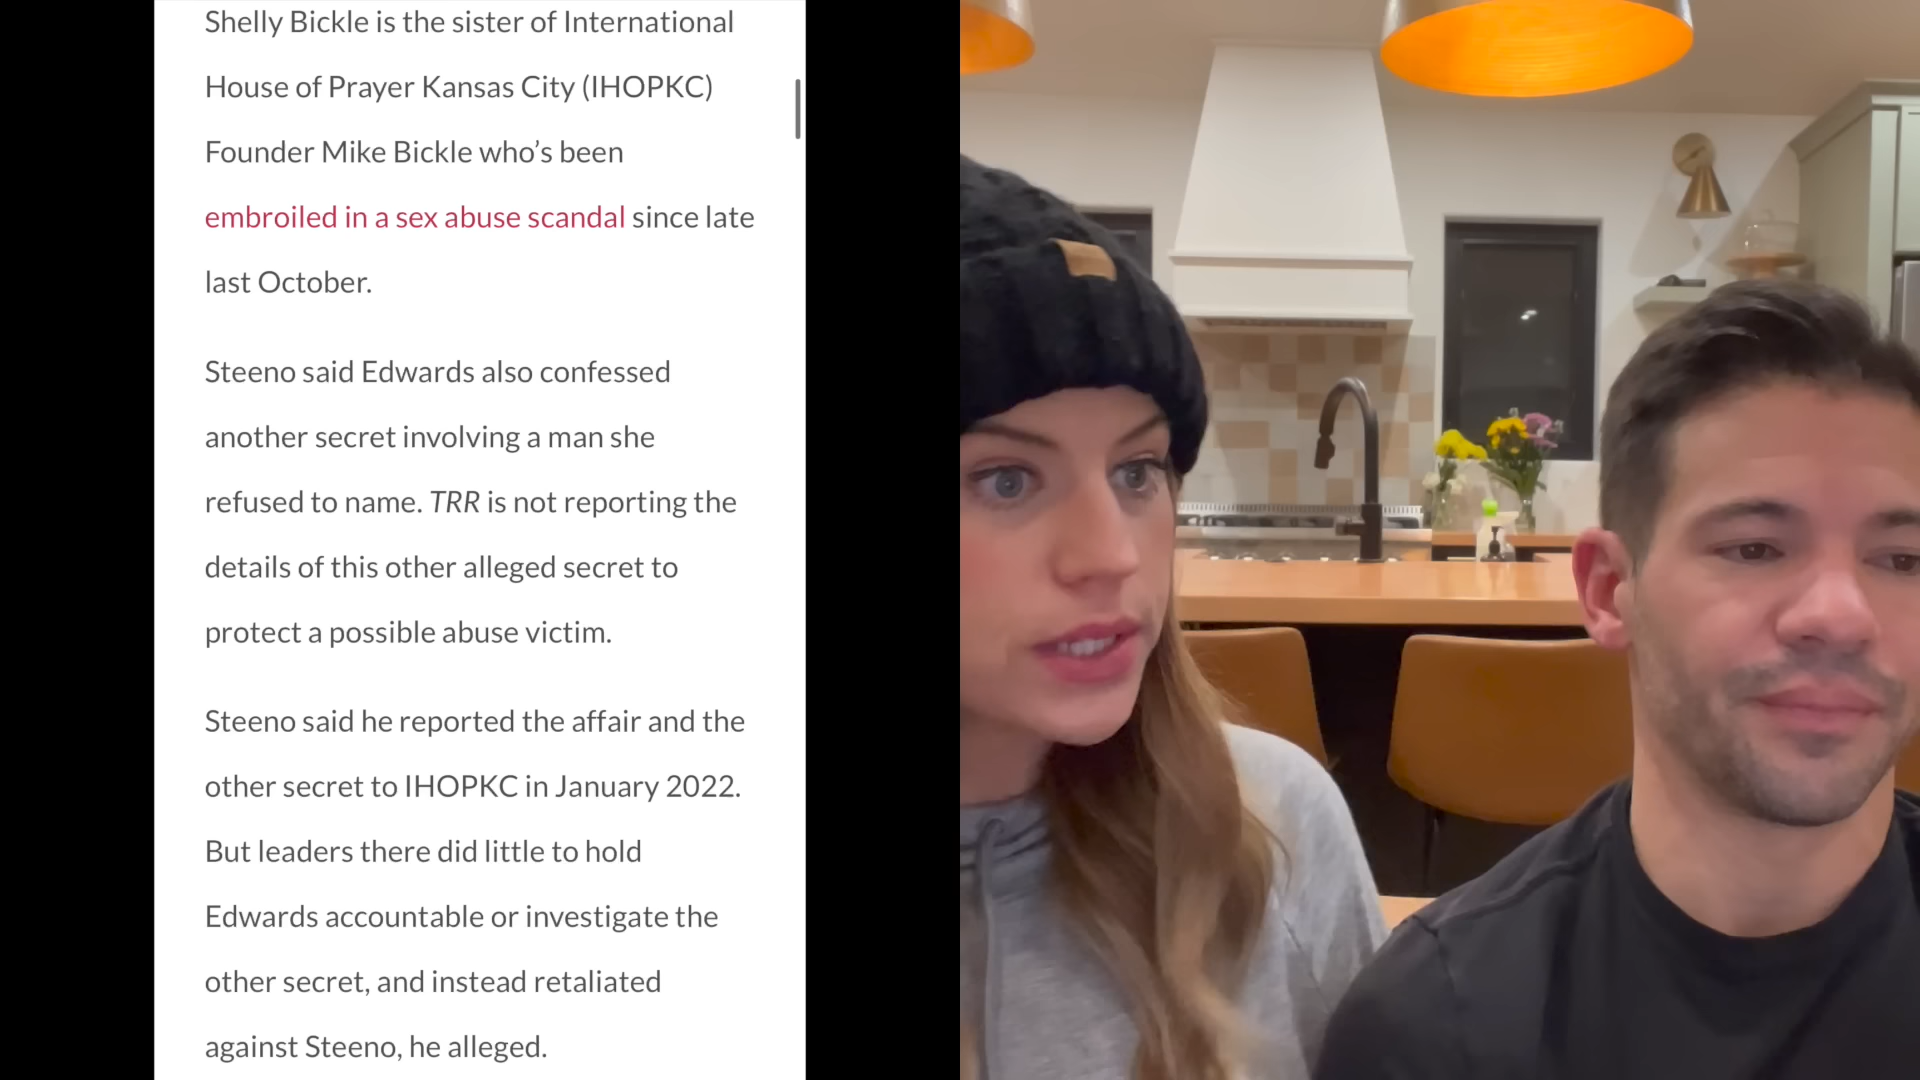 Shelly Bickle is the sister of International
House of Prayer Kansas City (IHOPKC)
Founder Mike Bickle who’s been
embroiled in a sex abuse scandal since late
last October.
Steeno said Edwards also confessed
another secret involving a man she
refused to name. TRR is not reporting the
details of this other alleged secret to
protect a possible abuse victim.
Steeno said he reported the affair and the
other secret to IHOPKC in January 2022.
But leaders there did little to hold
Edwards accountable or investigate the
other secret, and instead retaliated
against Steeno, he alleged.